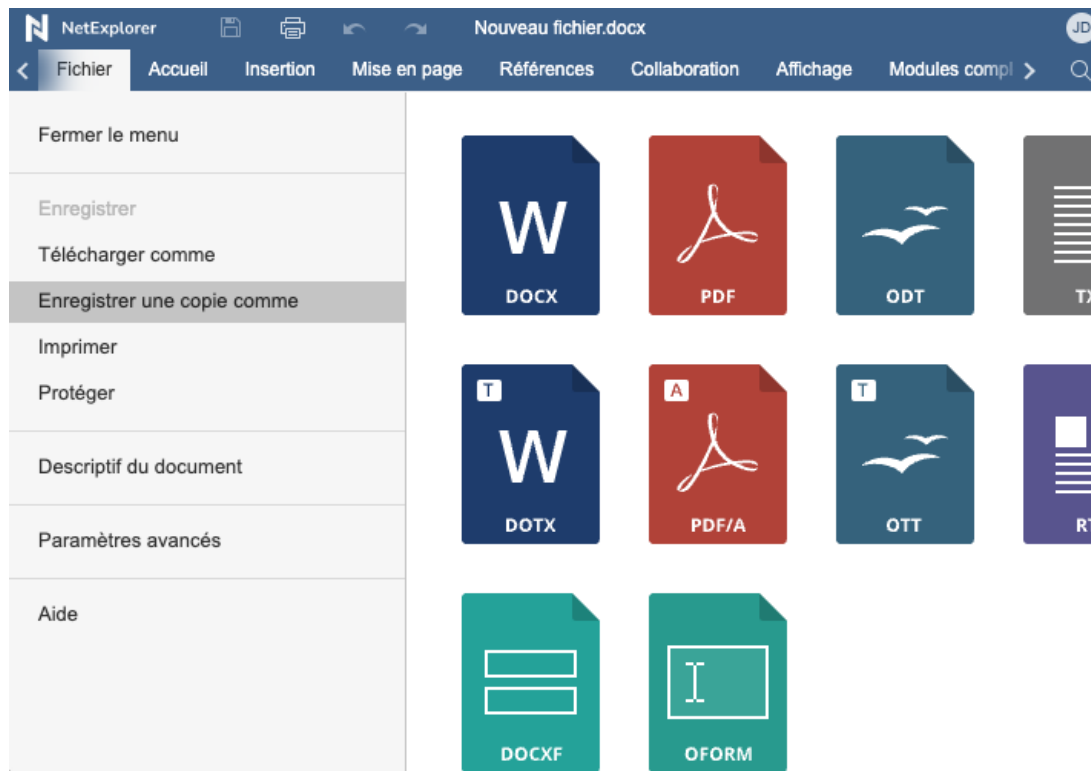 NetExplorer
Nouveau fichier.docx
JD
Fichier
Accueil
Insertion
Mise en page
Références
Collaboration
Affichage
Modules compl
Fermer le menu
Enregistrer
Télécharger comme
Enregistrer une copie comme
Imprimer
Protéger
Descriptif du document
Paramètres avancés
Aide
W
DOCX
PDF
ODT
T
W
DOTX
A
PDF/A
T
OTT
DOCXF
OFORM